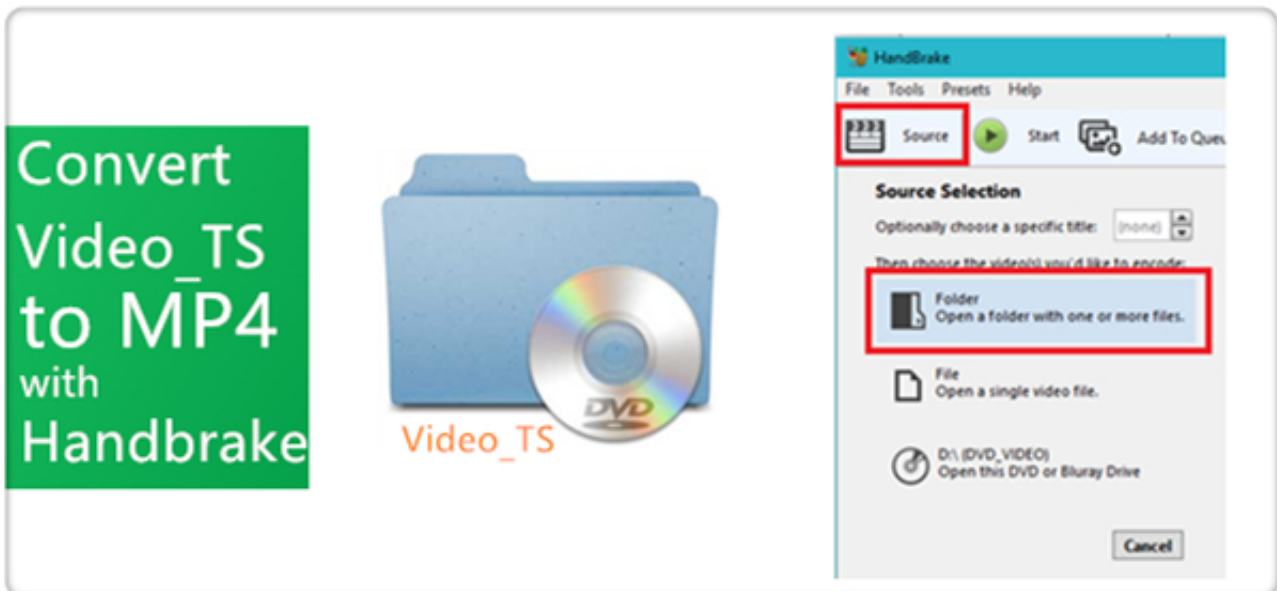 Convert
Video_TS
to MP4
with
Handbrake
DVD
Video_TS
HandBrake
File Tools Presets Help
Source Start Add To Queu
Source Selection
Optionally choose a specific title: (none)
Then choose the video(s) you'd like to encode:
Folder
Open a folder with one or more files.
File
Open a single video file.
D:\ (DVD_VIDEO)
Open this DVD or Bluray Drive
Cancel